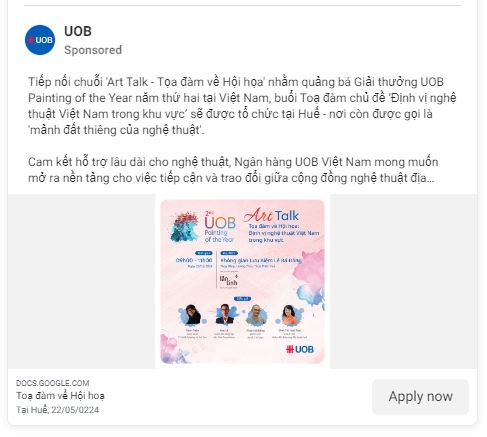 UOB
UOB
Sponsored
Tiếp nối chuỗi 'Art Talk - Tọa đàm về Hội họa' nhằm quảng bá Giải thưởng UOB
Painting of the Year năm thứ hai tại Việt Nam, buổi Toạ đàm chủ đề 'Định vị nghệ
thuật Việt Nam trong khu vực' sẽ được tổ chức tại Huế - nơi còn được gọi là
'mảnh đất thiêng của nghệ thuật'.
Cam kết hỗ trợ lâu dài cho nghệ thuật, Ngân hàng UOB Việt Nam mong muốn
mở ra nền tảng cho việc tiếp cận và trao đổi giữa cộng đồng nghệ thuật địa...
2nd
UOB
Painting
of the Year
Art Talk
Tọa đàm về Hội họa:
Định vị nghệ thuật Việt Nam
trong khu vực
09h00 - 11h00
Không gian Lưu niệm Lê Bá Đảng
UOB
DOCS.GOOGLE.COM
Toạ đàm về Hội hoạ
Tại Huế, 22/05/0224
Apply now